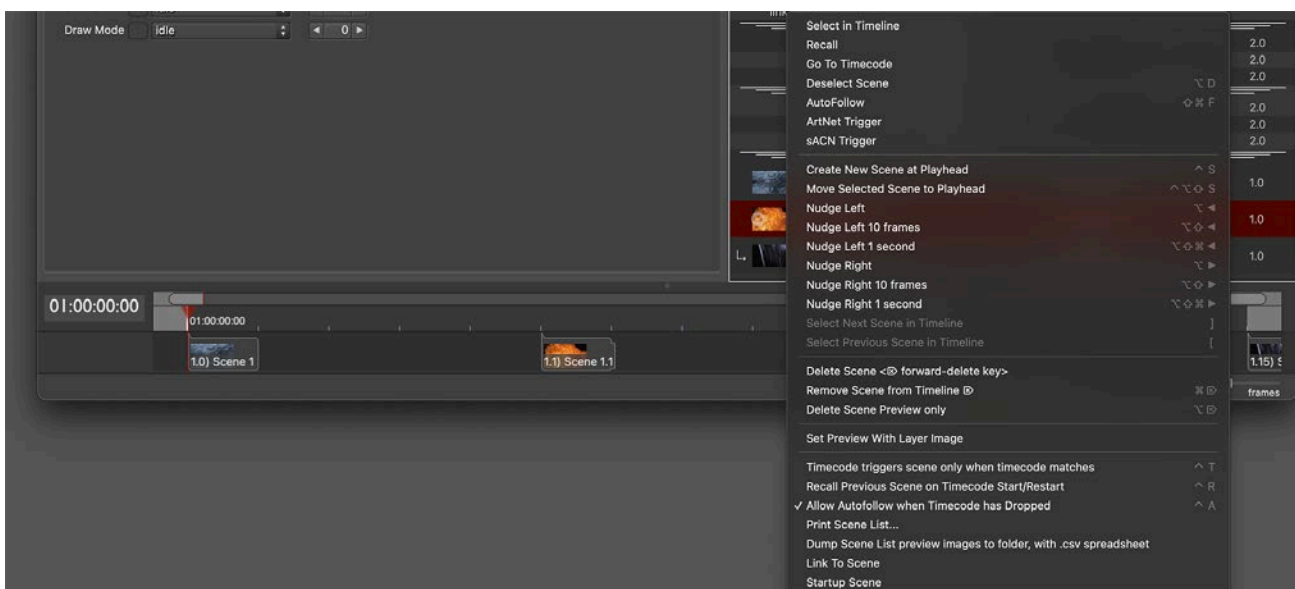 Draw Mode idle 0
Select in Timeline
Recall
Go To Timecode
Deselect Scene ⌥ D
AutoFollow ⇧ ⌘ F
ArtNet Trigger
sACN Trigger
Create New Scene at Playhead ^ S
Move Selected Scene to Playhead ^ ⌥ ⇧ S
Nudge Left ⌥ ◀
Nudge Left 10 frames ⌥ ⇧ ◀
Nudge Left 1 second ⌥ ⇧ ⌘ ◀
Nudge Right ⌥ ▶
Nudge Right 10 frames ⌥ ⇧ ▶
Nudge Right 1 second ⌥ ⇧ ⌘ ▶
Select Next Scene in Timeline ]
Select Previous Scene in Timeline [
Delete Scene <⌦ forward-delete key>
Remove Scene from Timeline ⌦ ⌘ ⌦
Delete Scene Preview only ⌥ ⌦
Set Preview With Layer Image
Timecode triggers scene only when timecode matches ^ T
Recall Previous Scene on Timecode Start/Restart ^ R
✓ Allow Autofollow when Timecode has Dropped ^ A
Print Scene List...
Dump Scene List preview images to folder, with .csv spreadsheet
Link To Scene
Startup Scene
2.0
2.0
2.0
2.0
2.0
2.0
1.0
1.0
1.0
01:00:00:00
01:00:00:00
1.0) Scene 1
1.1) Scene 1.1
1.15) S
frames